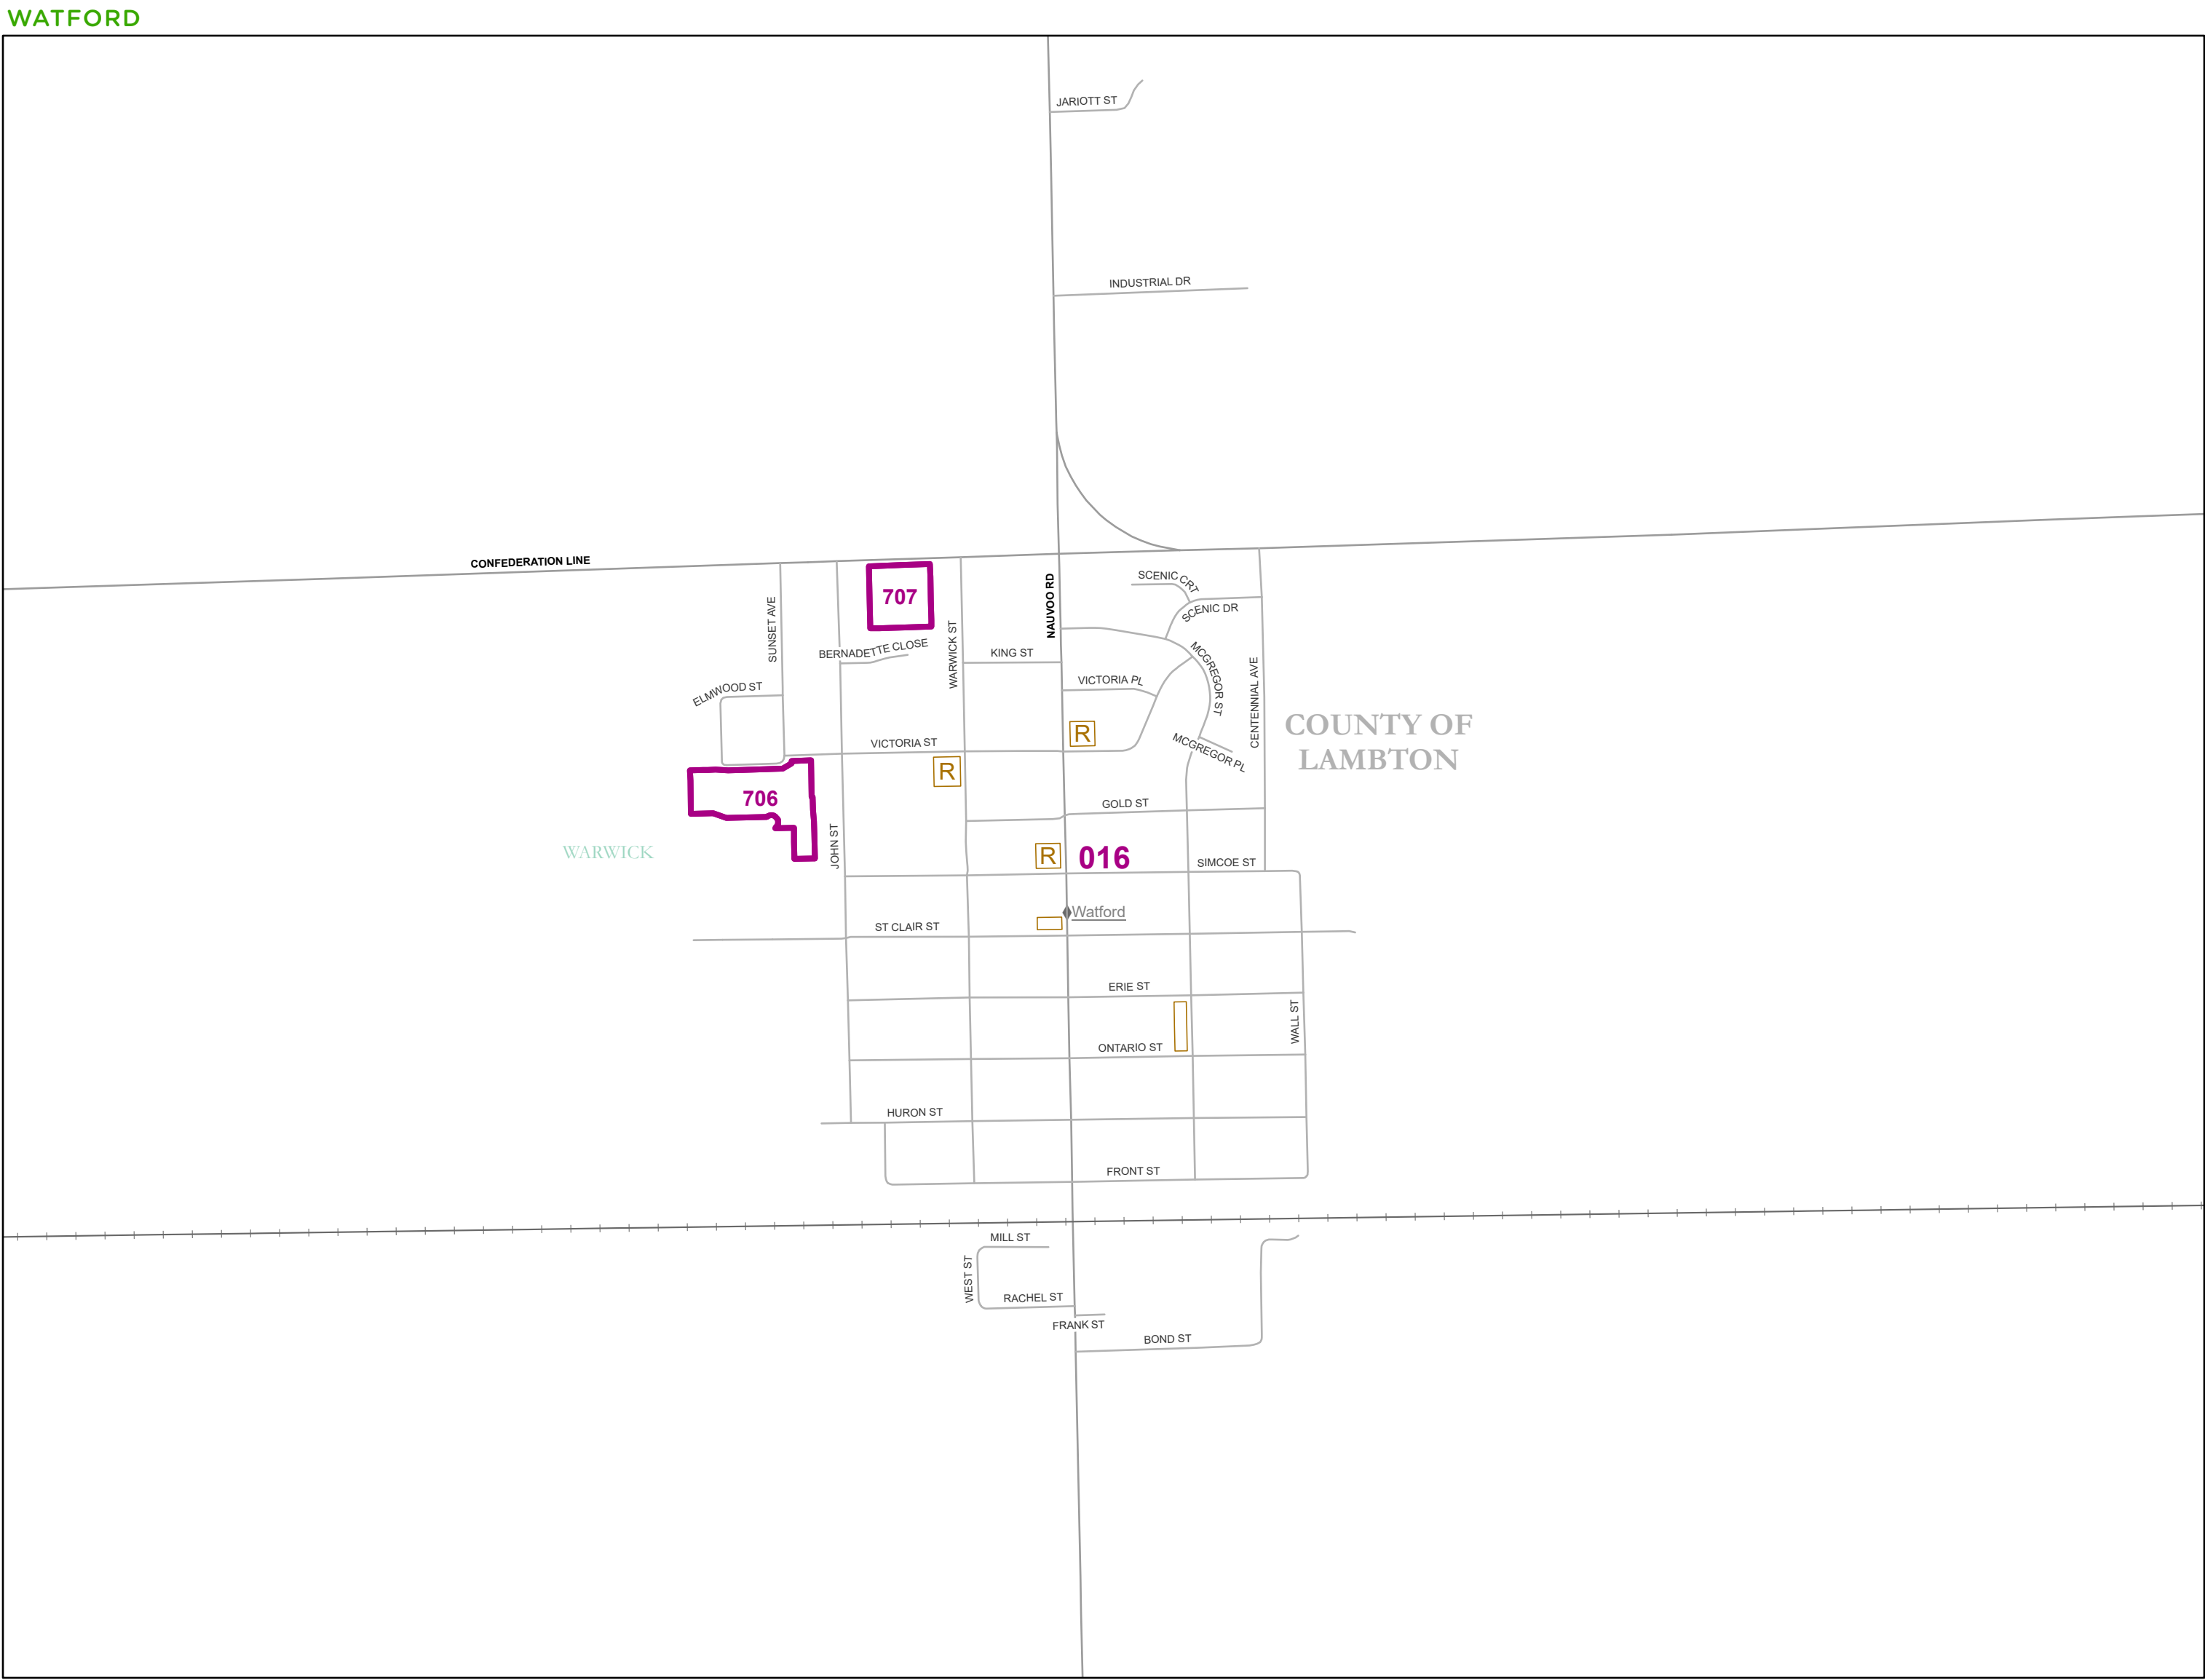 WATFORD
JARIOTT ST
INDUSTRIAL DR
CONFEDERATION LINE
NAUVOO RD
SCENIC CRT
SCENIC DR
707
SUNSET AVE
WARWICK ST
BERNADETTE CLOSE
KING ST
MCGREGOR ST
CENTENNIAL AVE
ELMWOOD ST
VICTORIA PL
COUNTY OF
LAMBTON
R
VICTORIA ST
MCGREGOR PL
R
706
GOLD ST
JOHN ST
WARWICK
R
016
SIMCOE ST
Watford
ST CLAIR ST
ERIE ST
WALL ST
ONTARIO ST
HURON ST
FRONT ST
MILL ST
WEST ST
RACHEL ST
FRANK ST
BOND ST